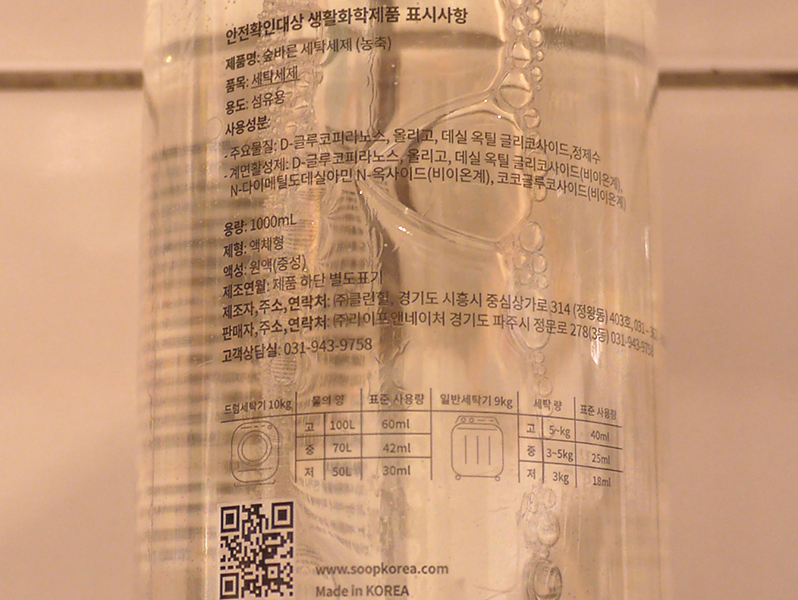 안전확인대상 생활화학제품 표시사항
제품명: 숲바른 세탁세제 (농축)
품목: 세탁세제
용도: 섬유용
사용성분:
- 주요물질: D-글루코피라노스, 올리고, 데실 옥틸 글리코사이드,정제수
- 계면활성제: D-글루코피라노스, 올리고, 데실 옥틸 글리코사이드(비이온계),
N-다이메틸도데실아민 N-옥사이드(비이온계), 코코글루코사이드(비이온계)
용량: 1000mL
제형: 액체형
액성: 원액(중성)
제조연월: 제품 하단 별도표기
제조자,주소,연락처: ㈜클린힐, 경기도 시흥시 중심상가로 314 (정왕동) 403호, 031-
판매자,주소,연락처: ㈜라이프앤네이처 경기도 파주시 정문로 278(3동) 031-943-9758
고객상담실: 031-943-9758
드럼세탁기 10kg 물의 양 표준 사용량 일반세탁기 9kg 세탁 량 표준 사용량
고 100L 60ml 고 5~kg 40ml
중 70L 42ml 중 3~5kg 25ml
저 50L 30ml 저 3kg 18ml
www.soopkorea.com
Made in KOREA